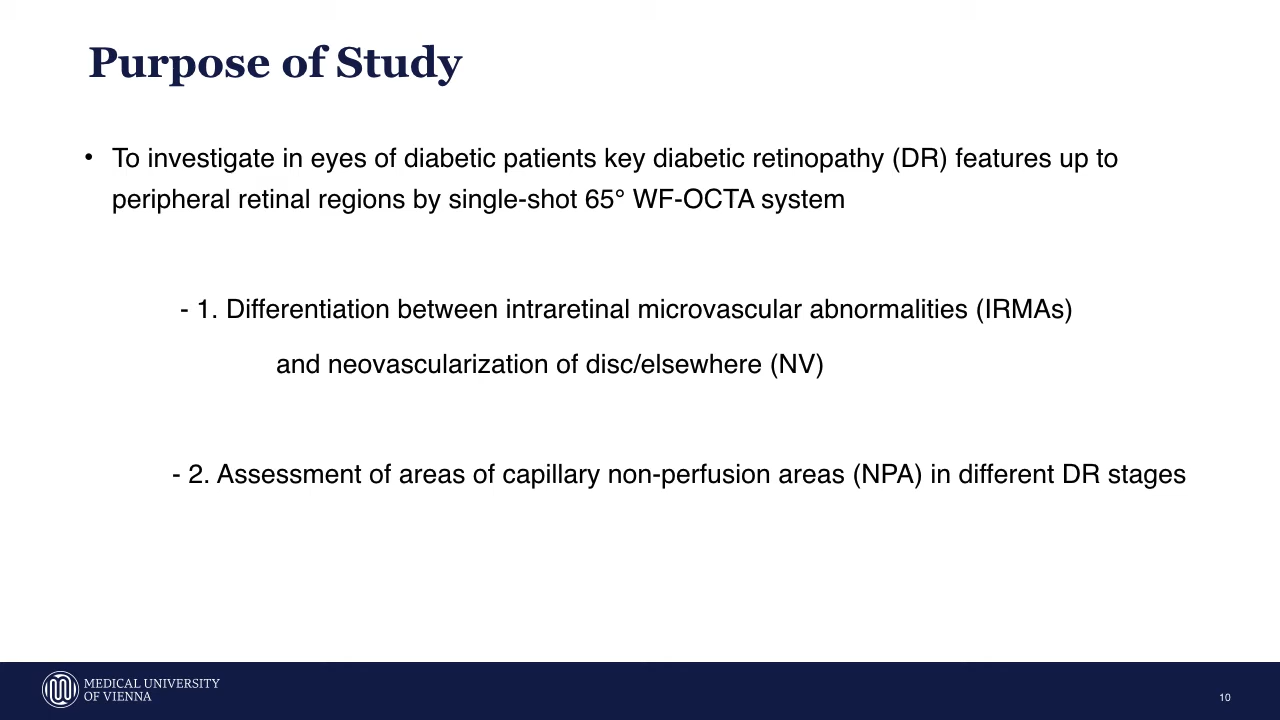 Purpose of Study
• To investigate in eyes of diabetic patients key diabetic retinopathy (DR) features up to
peripheral retinal regions by single-shot 65° WF-OCTA system
- 1. Differentiation between intraretinal microvascular abnormalities (IRMAs)
and neovascularization of disc/elsewhere (NV)
- 2. Assessment of areas of capillary non-perfusion areas (NPA) in different DR stages
MEDICAL UNIVERSITY
OF VIENNA
10